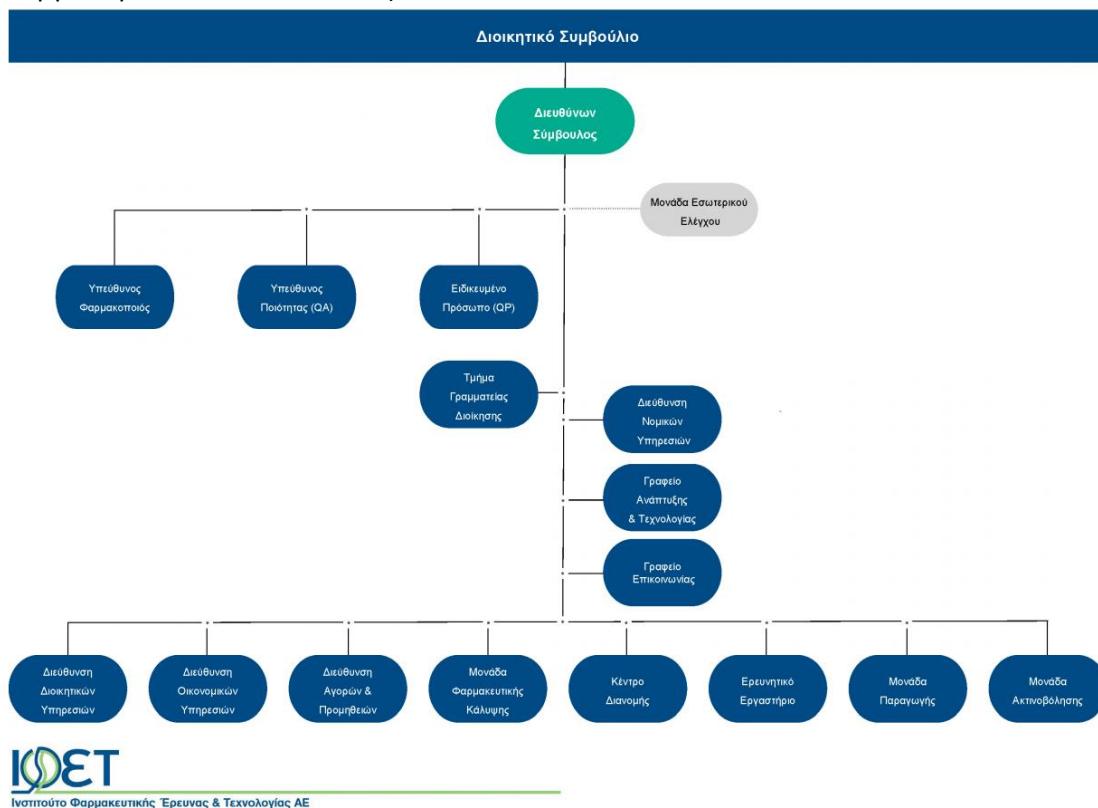 Διοικητικό Συμβούλιο
Διευθύνων
Σύμβουλος
Μονάδα Εσωτερικού
Ελέγχου
Υπεύθυνος
Φαρμακοποιός
Υπεύθυνος
Ποιότητας (QA)
Ειδικευμένο
Πρόσωπο (QP)
Τμήμα
Γραμματείας
Διοίκησης
Διεύθυνση
Νομικών
Υπηρεσιών
Γραφείο
Ανάπτυξης
& Τεχνολογίας
Γραφείο
Επικοινωνίας
Διεύθυνση
Διοικητικών
Υπηρεσιών
Διεύθυνση
Οικονομικών
Υπηρεσιών
Διεύθυνση
Αγορών &
Προμηθειών
Μονάδα
Φαρμακευτικής
Κάλυψης
Κέντρο
Διανομής
Ερευνητικό
Εργαστήριο
Μονάδα
Παραγωγής
Μονάδα
Ακτινοβόλησης
ΙΦΕΤ
Ινστιτούτο Φαρμακευτικής Έρευνας & Τεχνολογίας ΑΕ